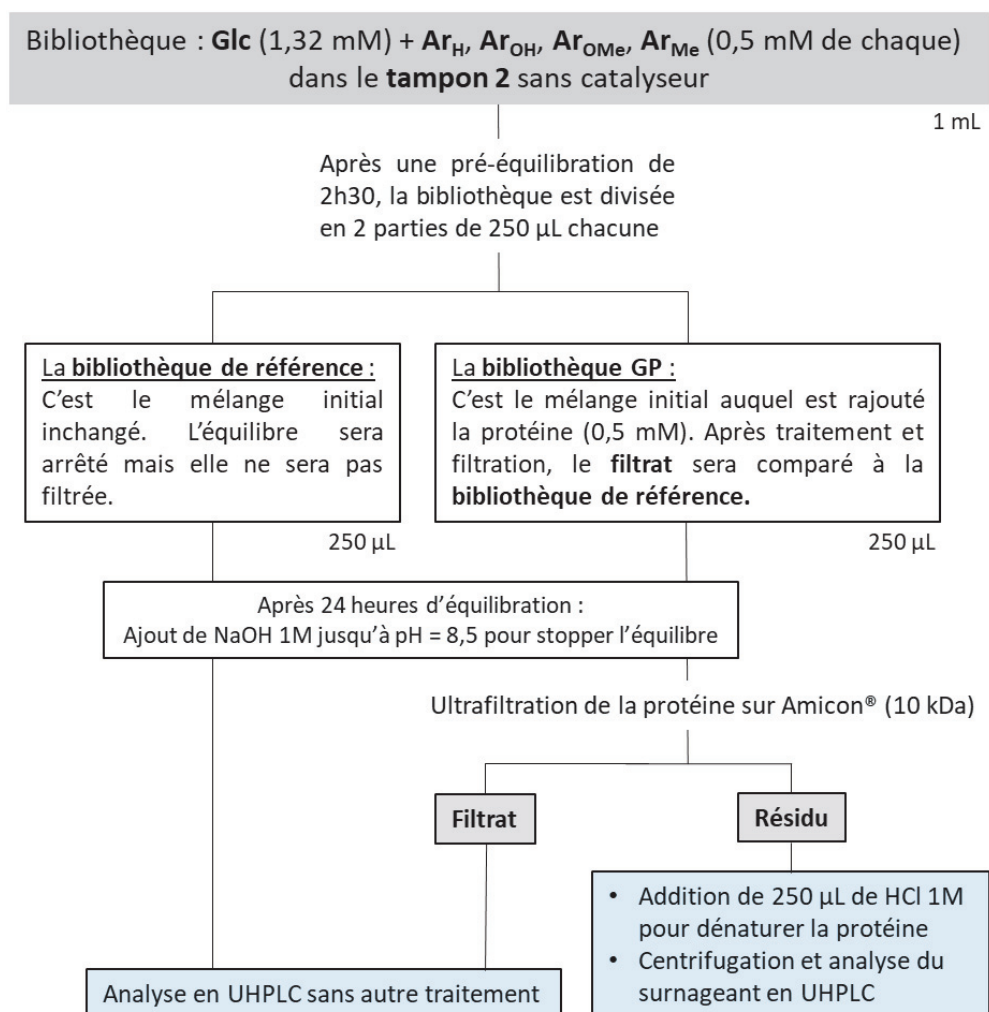 Bibliothèque : Glc (1,32 mM) + ArH, ArOH, ArOMe, ArMe (0,5 mM de chaque)
dans le tampon 2 sans catalyseur
1 mL
Après une pré-équilibration de
2h30, la bibliothèque est divisée
en 2 parties de 250 µL chacune
La bibliothèque de référence :
C’est le mélange initial
inchangé. L’équilibre sera
arrêté mais elle ne sera pas
filtrée.
250 µL
La bibliothèque GP :
C’est le mélange initial auquel est rajouté
la protéine (0,5 mM). Après traitement et
filtration, le filtrat sera comparé à la
bibliothèque de référence.
250 µL
Après 24 heures d’équilibration :
Ajout de NaOH 1M jusqu’à pH = 8,5 pour stopper l’équilibre
Ultrafiltration de la protéine sur Amicon® (10 kDa)
Filtrat
Résidu
• Addition de 250 µL de HCl 1M
pour dénaturer la protéine
• Centrifugation et analyse du
surnageant en UHPLC
Analyse en UHPLC sans autre traitement